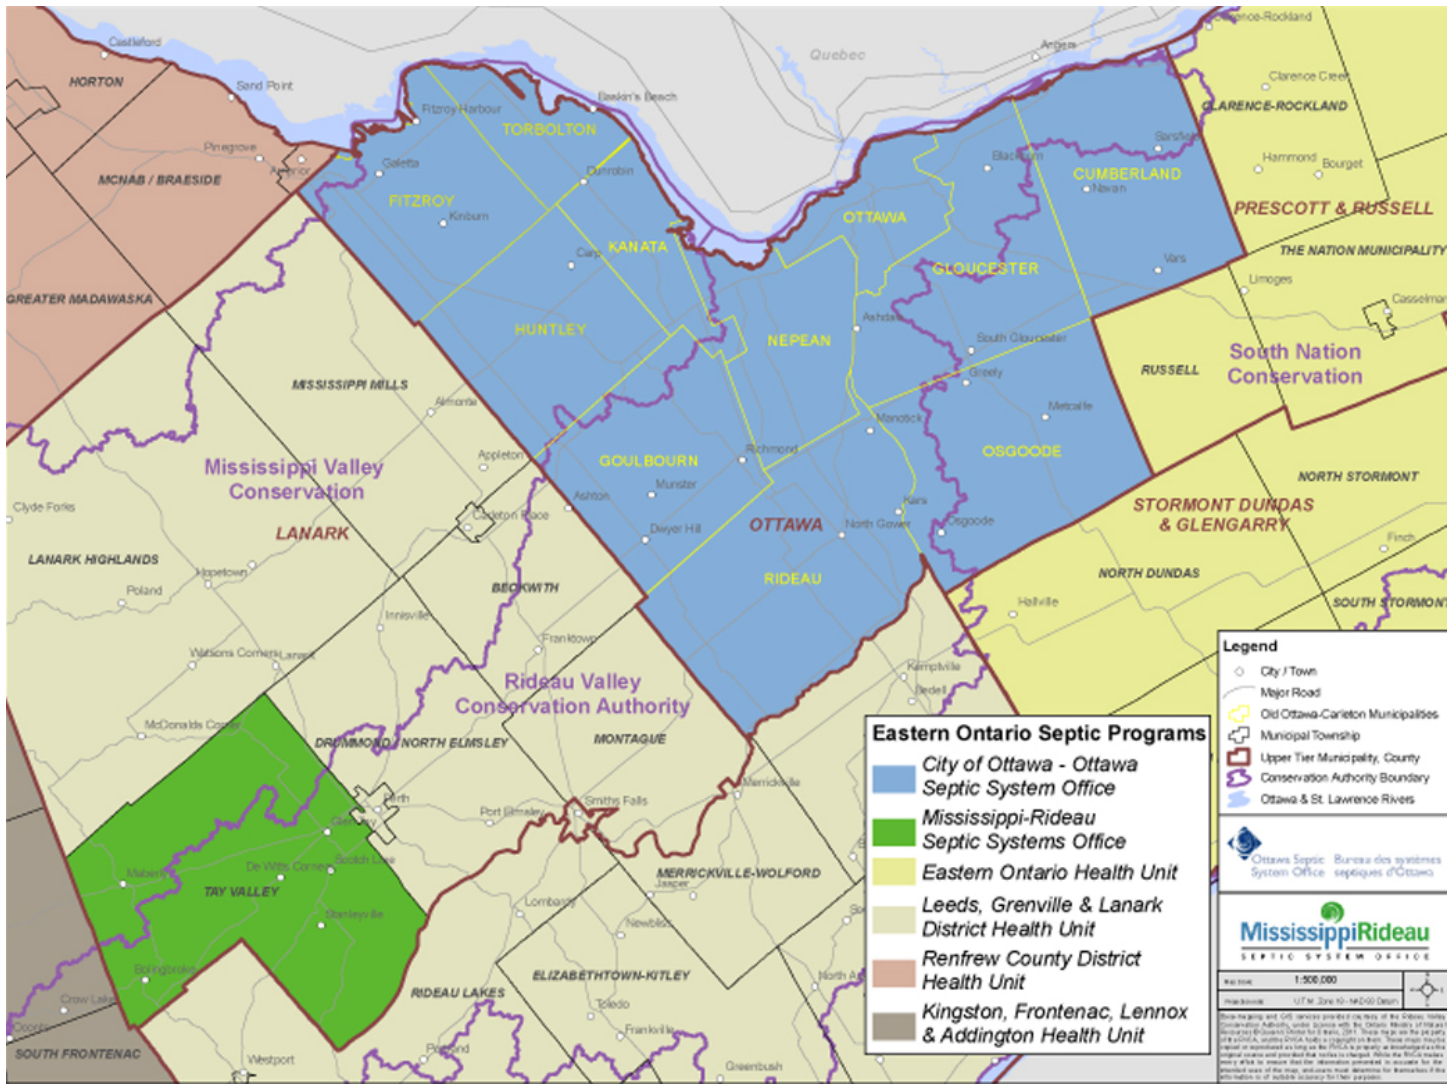 Castleford
HORTON
Sand Point
Quebec
Angers
Clarence-Rockland
Clarence Creek
CLARENCE-ROCKLAND
Baskin's Beach
Fitzroy Harbour
TORBOLTON
Pinegrove
Arnprior
MCNAB / BRAESIDE
Galetta
Dunrobin
Blackburn
Sarsfield
Hammond
Bourget
CUMBERLAND
Navan
FITZROY
Kinburn
PRESCOTT & RUSSELL
OTTAWA
KANATA
Carp
THE NATION MUNICIPALITY
Vars
GLOUCESTER
Limoges
GREATER MADAWASKA
Casselman
HUNTLEY
Ashdale
NEPEAN
South Gloucester
South Nation
Conservation
RUSSELL
Greely
MISSISSIPPI MILLS
Almonte
Metcalfe
Manotick
Richmond
OSGOODE
GOULBOURN
Appleton
Mississippi Valley
Conservation
NORTH STORMONT
Munster
Ashton
Clyde Forks
Carleton Place
Kars
STORMONT DUNDAS
& GLENGARRY
LANARK
Dwyer Hill
OTTAWA
North Gower
Osgoode
Finch
LANARK HIGHLANDS
Hopetown
NORTH DUNDAS
RIDEAU
BECKWITH
Poland
Hallville
SOUTH STORMONT
Innisville
Franktown
Watsons Corners
Lanark
Kemptville
Rideau Valley
Conservation Authority
Bedell
McDonalds Corner
DRUMMOND / NORTH ELMSLEY
MONTAGUE
Merrickville
Perth
Smiths Falls
Port Elmsley
Glen Tay
Scotch Line
De Witts Corners
Maberly
TAY VALLEY
MERRICKVILLE-WOLFORD
Jasper
Lombardy
Stanleyville
Newbliss
Bolingbroke
ELIZABETHTOWN-KITLEY
North A
RIDEAU LAKES
Crow Lake
Toledo
Frankville
SOUTH FRONTENAC
Portland
Westport
Greenbush
Eastern Ontario Septic Programs
City of Ottawa - Ottawa
Septic System Office
Mississippi-Rideau
Septic Systems Office
Eastern Ontario Health Unit
Leeds, Grenville & Lanark
District Health Unit
Renfrew County District
Health Unit
Kingston, Frontenac, Lennox
& Addington Health Unit
Legend
City / Town
Major Road
Old Ottawa-Carleton Municipalities
Municipal Township
Upper Tier Municipality, County
Conservation Authority Boundary
Ottawa & St. Lawrence Rivers
Ottawa Septic Bureau des systèmes
System Office septiques d'Ottawa
MississippiRideau
SEPTIC SYSTEM OFFICE
1:500,000